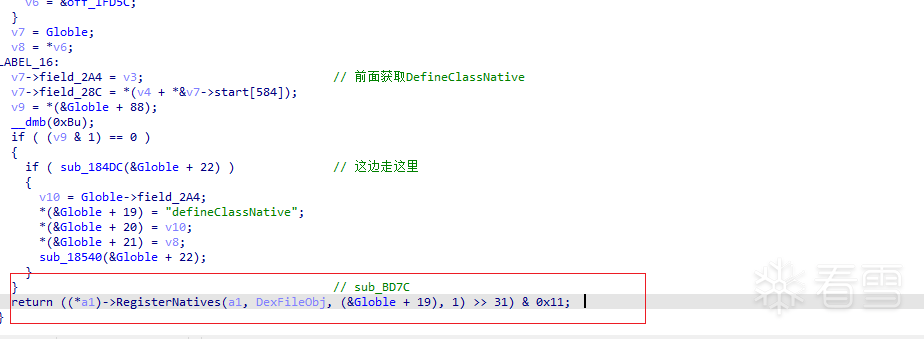 v6 = &off_1FD5C;
}
v7 = Globle;
v8 = *v6;
LABEL_16:
v7->field_2A4 = v3; // 前面获取DefineClassNative
v7->field_28C = *(v4 + *&v7->start[584]);
v9 = *(&Globle + 88);
__dmb(0xBu);
if ( (v9 & 1) == 0 )
{
if ( sub_184DC(&Globle + 22) ) // 这边走这里
{
v10 = Globle->field_2A4;
*(&Globle + 19) = "defineClassNative";
*(&Globle + 20) = v10;
*(&Globle + 21) = v8;
sub_18540(&Globle + 22);
}
} // sub_BD7C
return ((*a1)->RegisterNatives(a1, DexFileObj, (&Globle + 19), 1) >> 31) & 0x11;
}
看雪